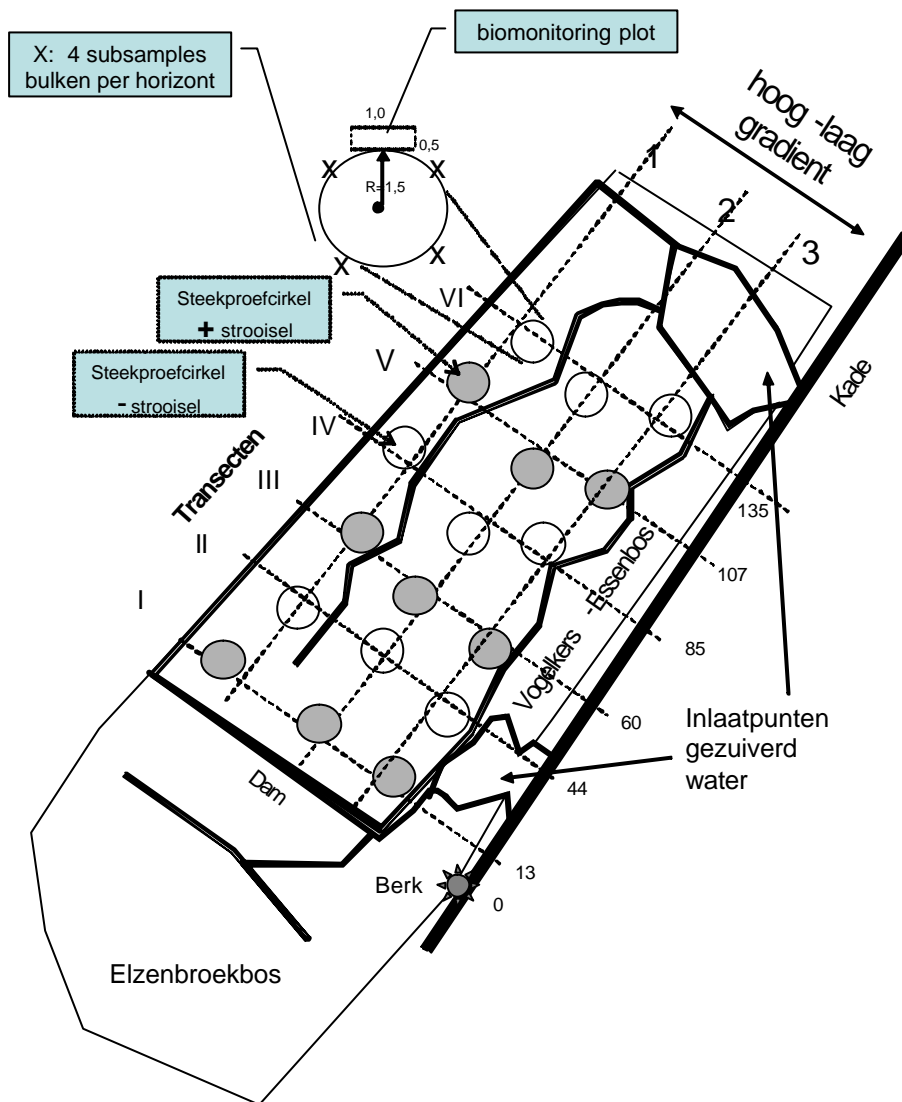 biomonitoring plot
X: 4 subsamples
bulken per horizont
1,0
0,5
X
X
R=1,5
X
X
hoog -laag
gradient
1
2
3
Steekproefcirkel
+ strooisel
Steekproefcirkel
- strooisel
VI
V
IV
III
II
I
Transecten
Kade
135
107
85
60
44
13
0
Vogelkers -Essenbos
Inlaatpunten
gezuiverd
water
Dam
Berk
Elzenbroekbos